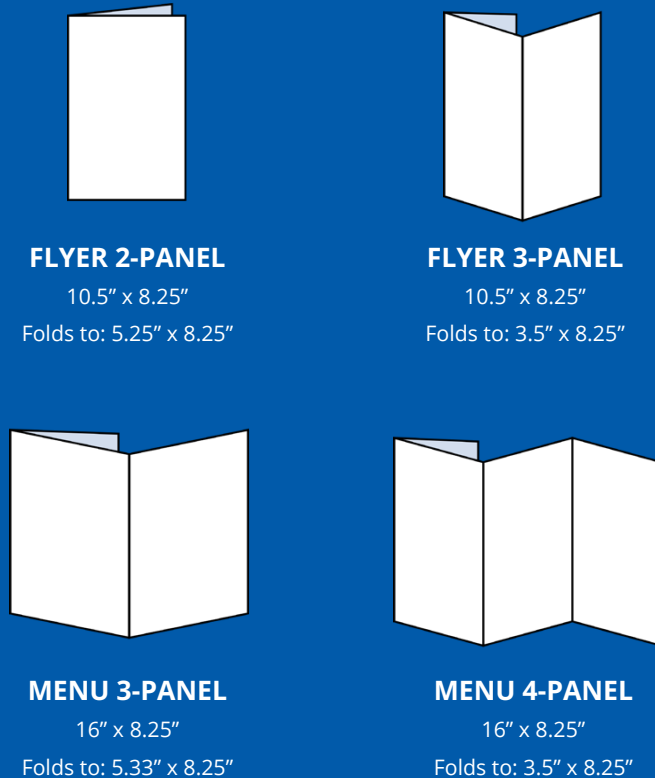 FLYER 2-PANEL
10.5” x 8.25”
Folds to: 5.25” x 8.25”
FLYER 3-PANEL
10.5” x 8.25”
Folds to: 3.5” x 8.25”
MENU 3-PANEL
16” x 8.25”
Folds to: 5.33” x 8.25”
MENU 4-PANEL
16” x 8.25”
Folds to: 3.5” x 8.25”